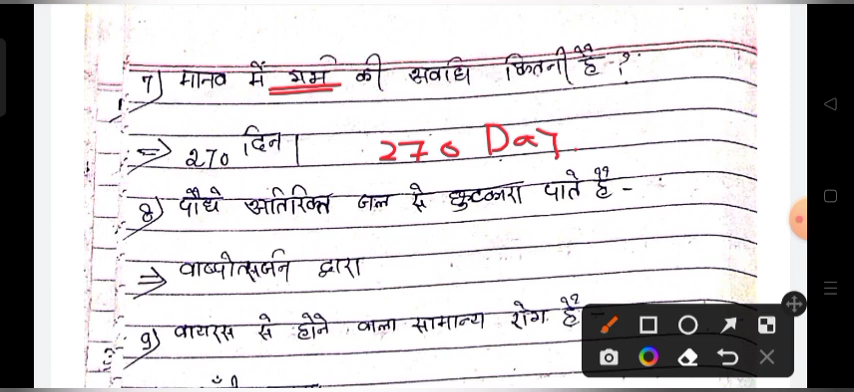 7) मानव में गर्भ की अवधि कितनी है ?
=> 270 दिन । 270 Day.
8) पौधे अतिरिक्त जल से छुटकारा पाते है -
=> वाष्पोत्सर्जन द्वारा
9) वायरस से होने वाला सामान्य रोग है